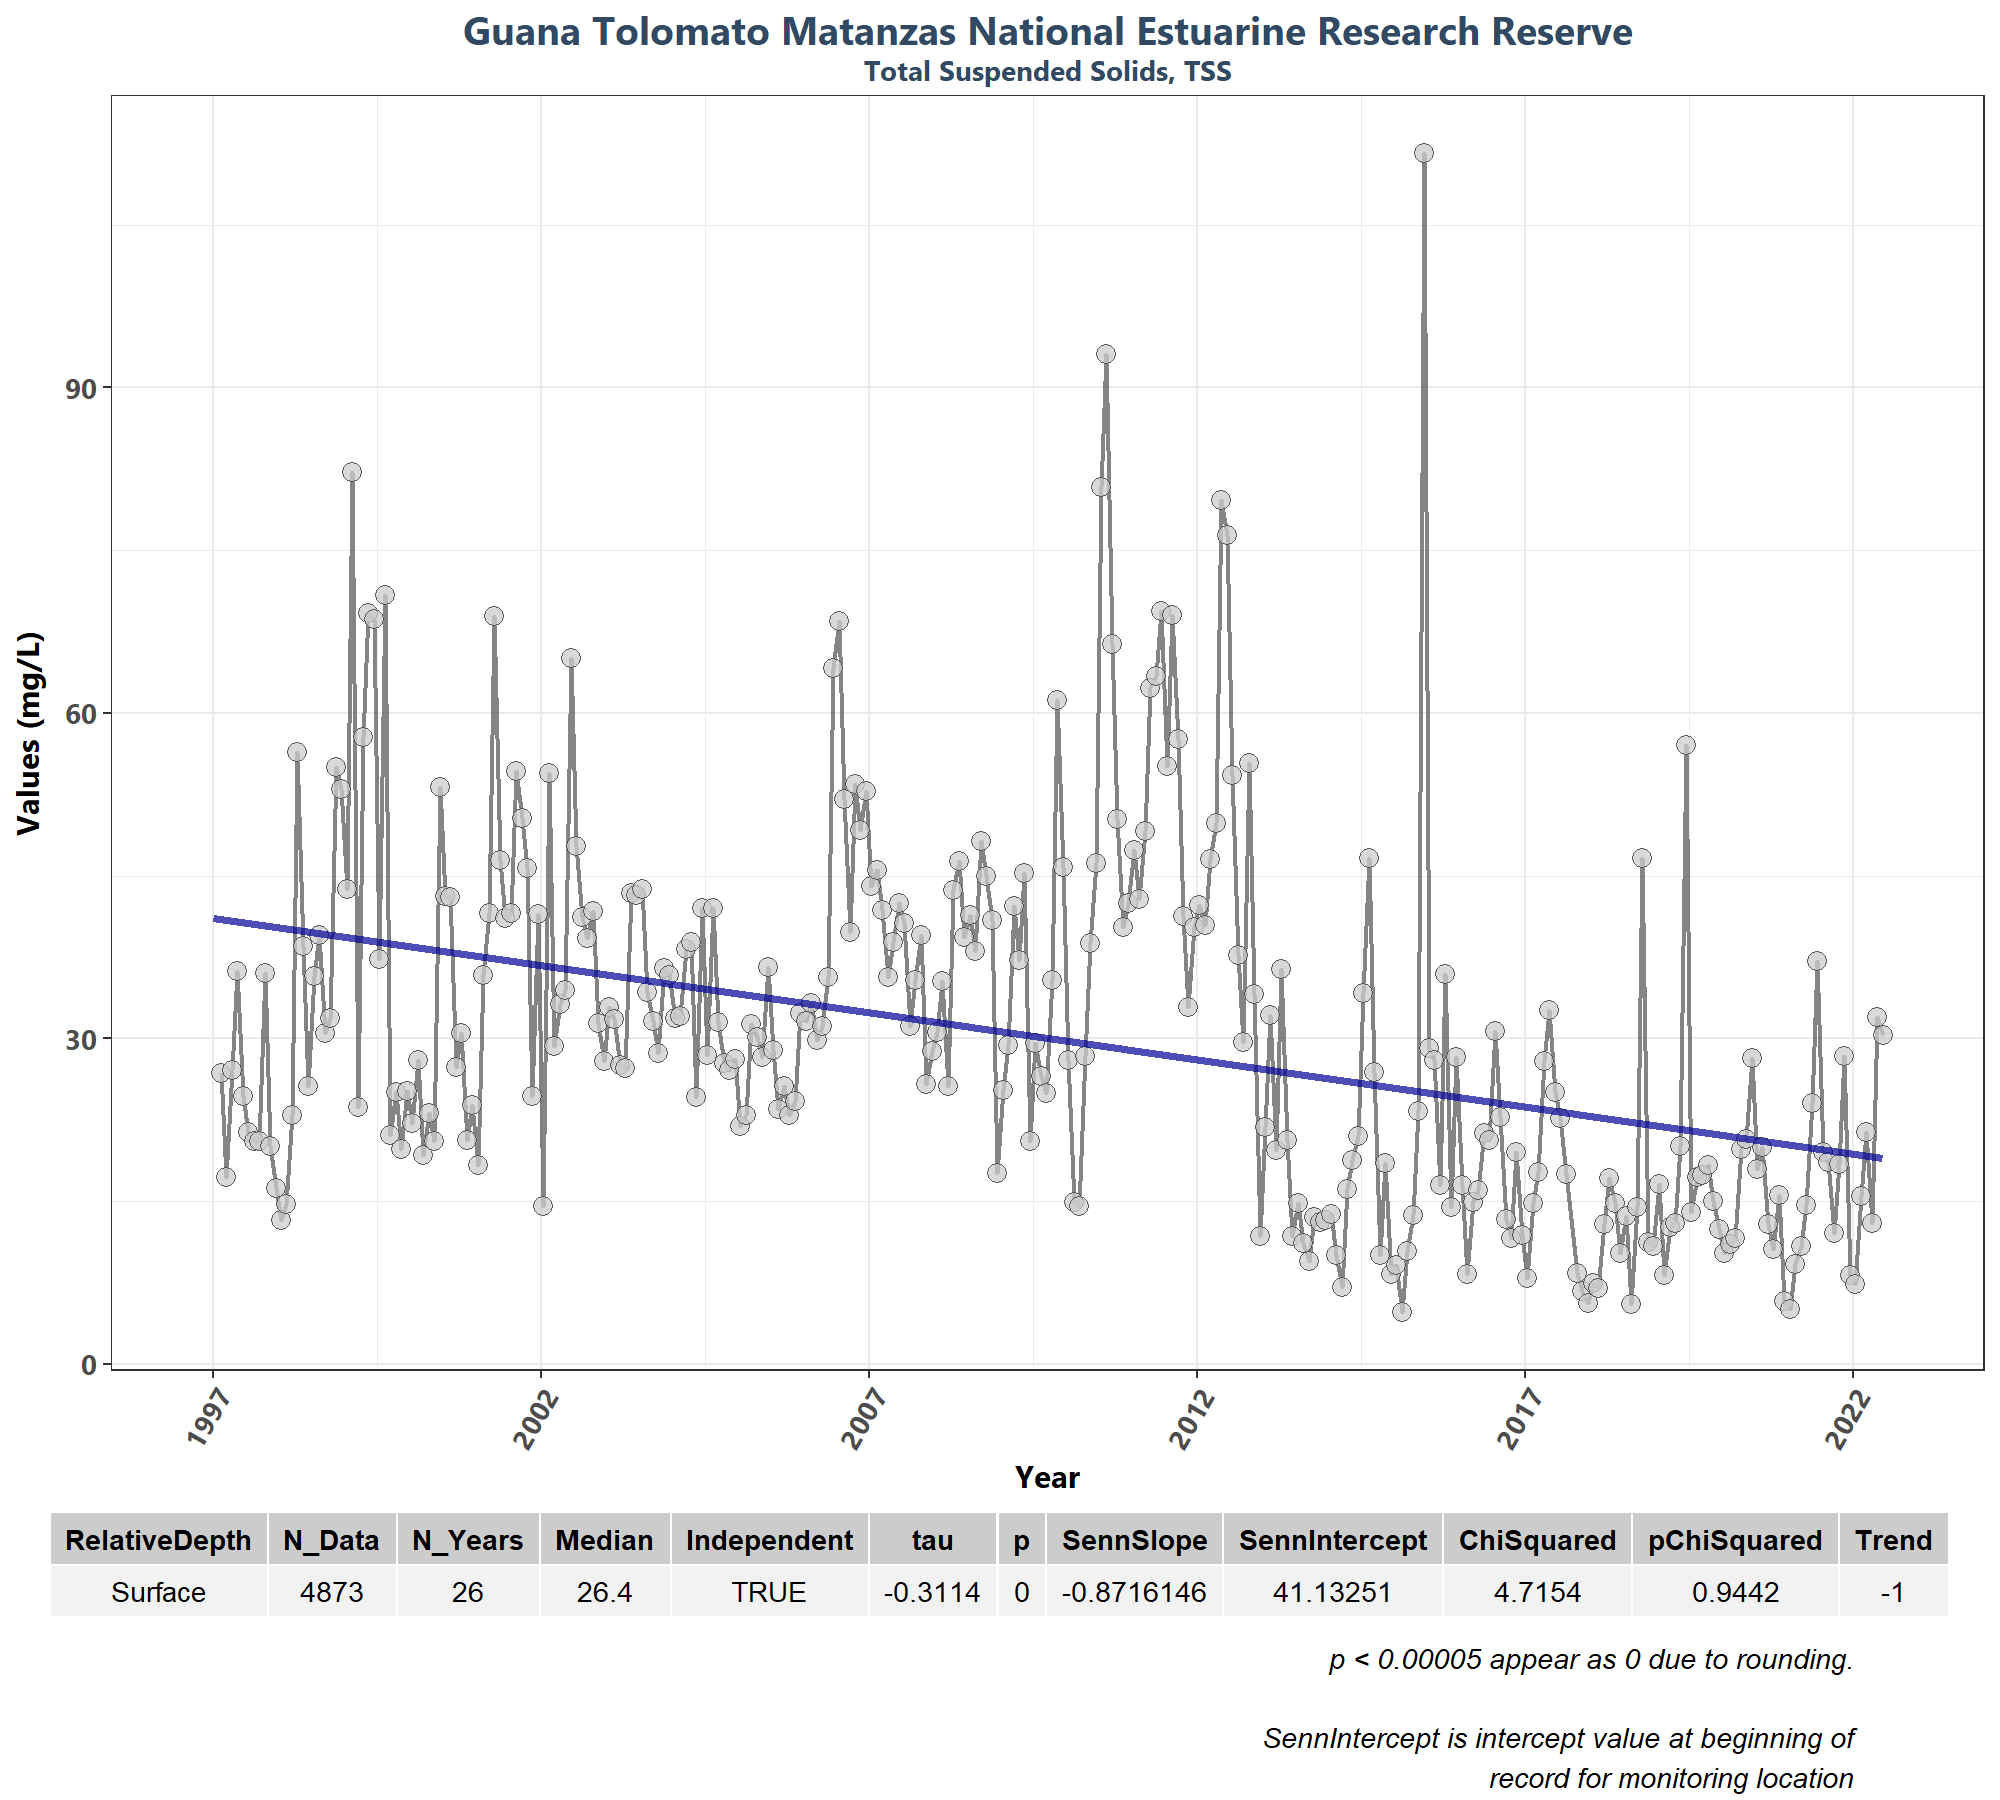 Guana Tolomato Matanzas National Estuarine Research Reserve
Total Suspended Solids, TSS
Values (mg/L)
90
60
30
0
1997 2002 2007 2012 2017 2022
Year
RelativeDepth N_Data N_Years Median Independent tau p SennSlope SennIntercept ChiSquared pChiSquared Trend
Surface 4873 26 26.4 TRUE -0.3114 0 -0.8716146 41.13251 4.7154 0.9442 -1
p < 0.00005 appear as 0 due to rounding.
SennIntercept is intercept value at beginning of
record for monitoring location